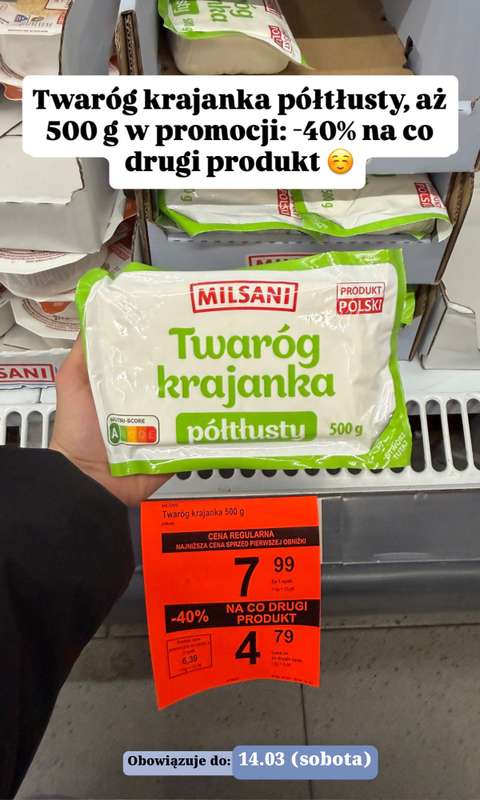 Twaróg krajanka półtłusty, aż
500 g w promocji: -40% na co
drugi produkt ☺️
MILSANI
PRODUKT
POLSKI
Twaróg
krajanka
NUTRI-SCORE
A
półtłusty
500 g
SANI
Twaróg krajanka 500 g
CENA REGULARNA
NAJNIŻSZA CENA SPRZED PIERWSZEJ OBNIŻKI
7 99
-40% NA CO DRUGI
PRODUKT
4 79
6,39
Obowiązuje do: 14.03 (sobota)